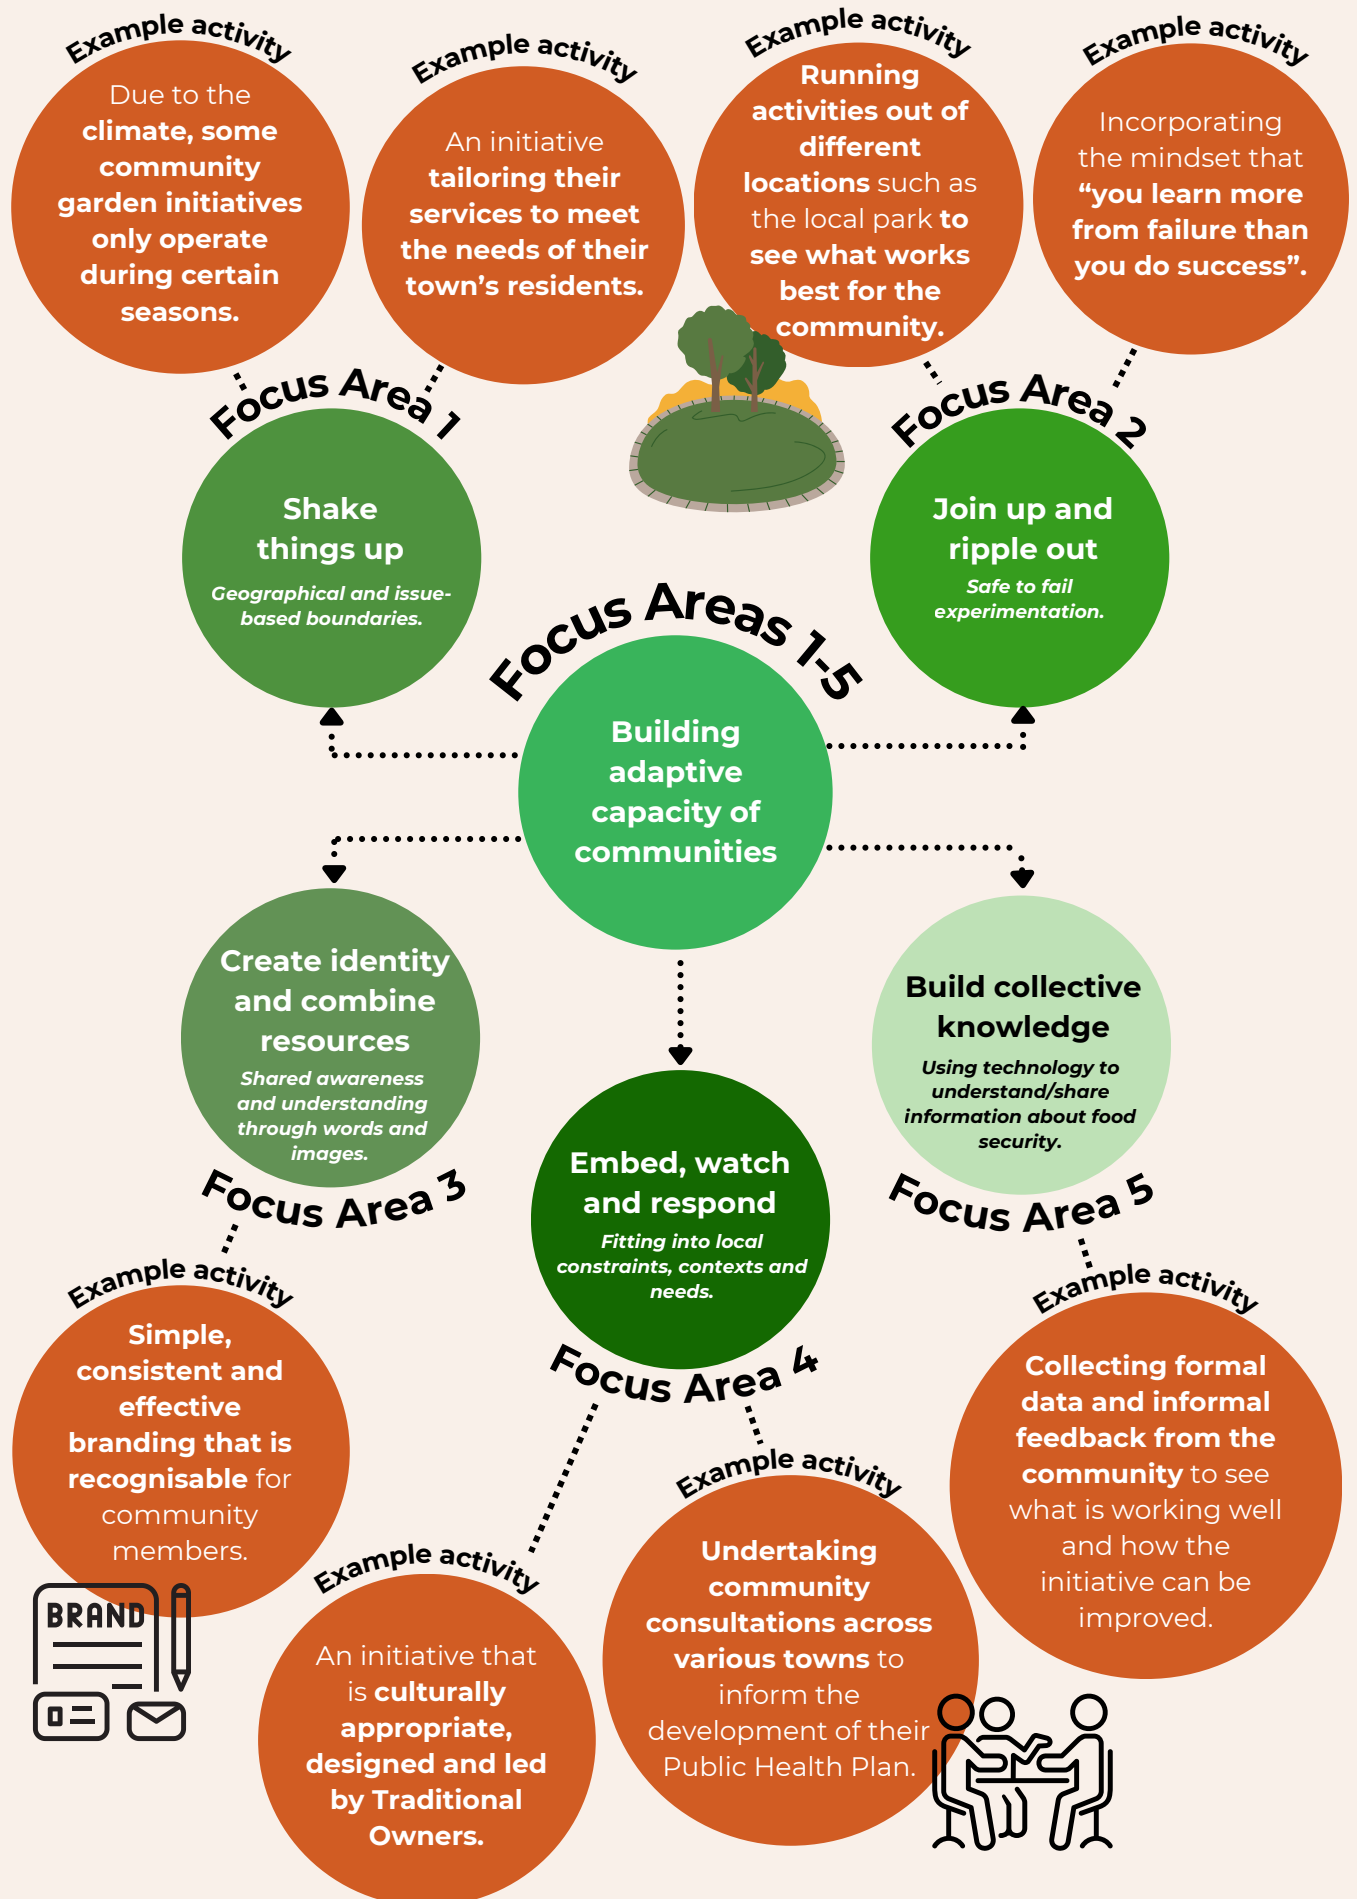 Example activity
Due to the
climate, some
community
garden initiatives
only operate
during certain
seasons.
Example activity
An initiative
tailoring their
services to meet
the needs of their
town's residents.
Example activity
Running
activities out of
different
locations such as
the local park to
see what works
best for the
community.
Example activity
Incorporating
the mindset that
“you learn more
from failure than
you do success”.
Focus Area 1
Shake
things up
Geographical and issue-
based boundaries.
Focus Area 2
Join up and
ripple out
Safe to fail
experimentation.
Focus Areas 1-5
Building
adaptive
capacity of
communities
Create identity
and combine
resources
Shared awareness
and understanding
through words and
images.
Focus Area 3
Embed, watch
and respond
Fitting into local
constraints, contexts and
needs.
Focus Area 4
Build collective
knowledge
Using technology to
understand/share
information about food
security.
Focus Area 5
Example activity
Simple,
consistent and
effective
branding that is
recognisable for
community
members.
BRAND
Example activity
An initiative that
is culturally
appropriate,
designed and led
by Traditional
Owners.
Example activity
Undertaking
community
consultations across
various towns to
inform the
development of their
Public Health Plan.
Example activity
Collecting formal
data and informal
feedback from the
community to see
what is working well
and how the
initiative can be
improved.